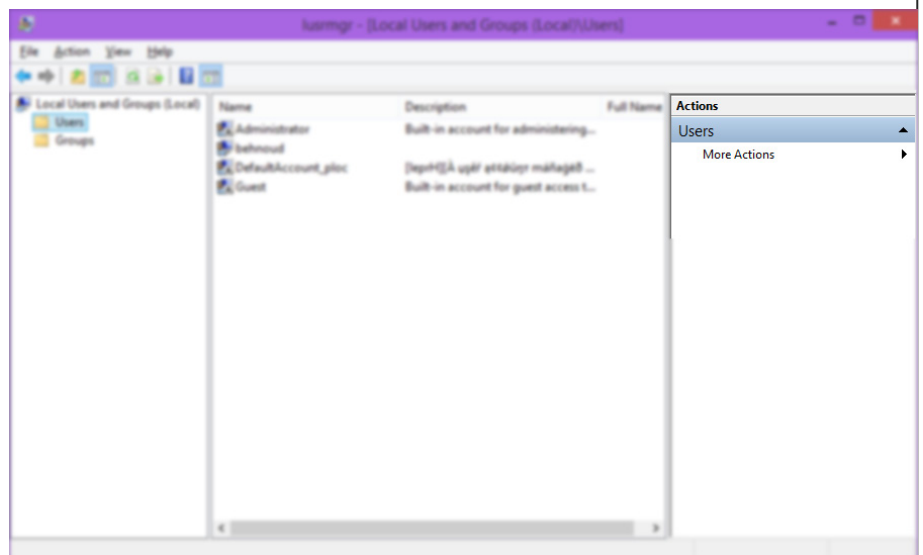 lusrmgr - [Local Users and Groups (Local)\Users]
File Action View Help
Local Users and Groups (Local)
Users
Groups
Name Description Full Name
Administrator Built-in account for administering...
behnoud
DefaultAccount_ploc
Guest Built-in account for guest access t...
Actions
Users
More Actions